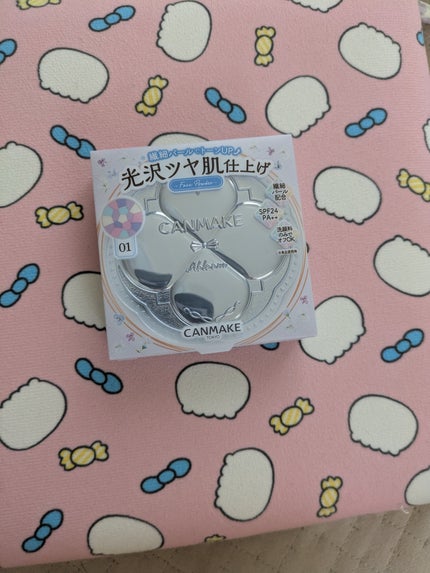 繊細パールでトーンUP♪
光沢ツヤ肌仕上げ
Face Powder
繊細
パール
配合
SPF24
PA++
洗顔料
のみで
オフOK
01
CANMAKE
CANMAKE
TOKYO